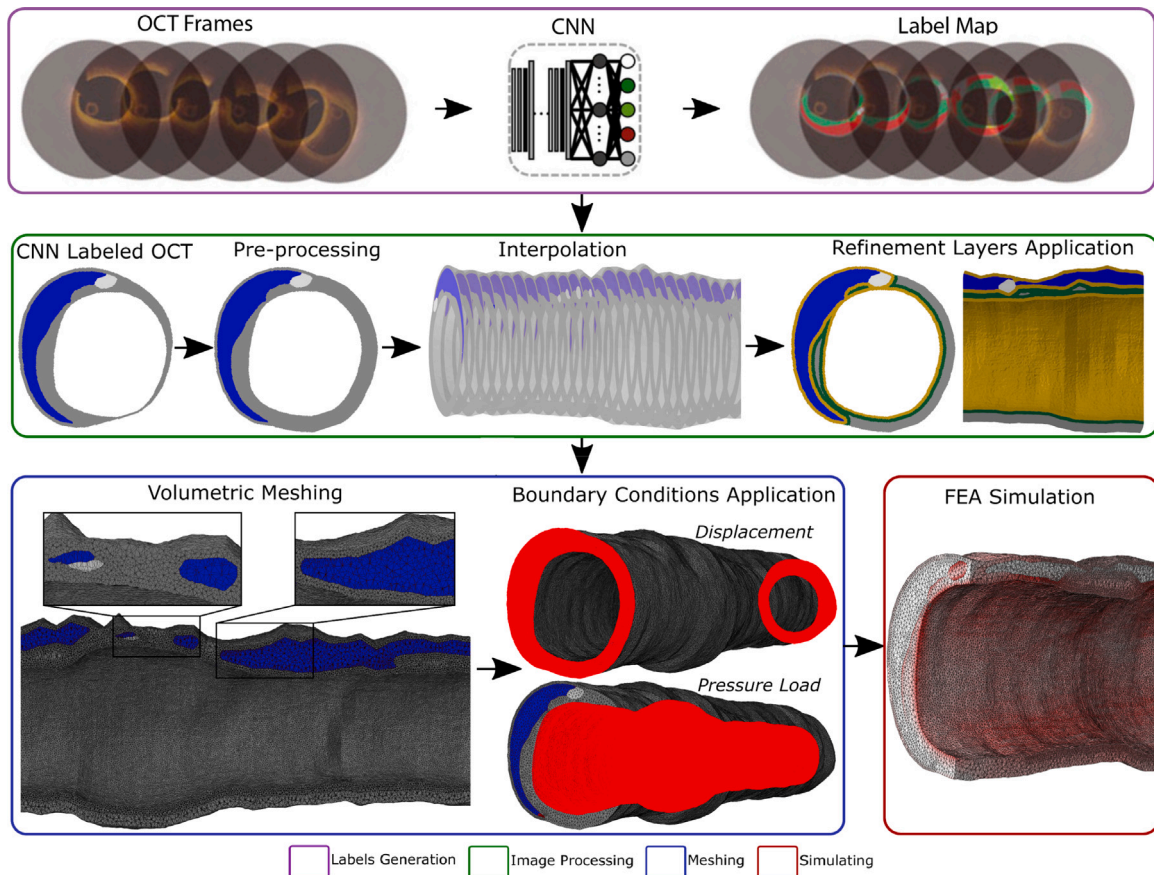 OCT Frames
CNN
Label Map
CNN Labeled OCT
Pre-processing
Interpolation
Refinement Layers Application
Volumetric Meshing
Boundary Conditions Application
FEA Simulation
Displacement
Pressure Load
Labels Generation
Image Processing
Meshing
Simulating